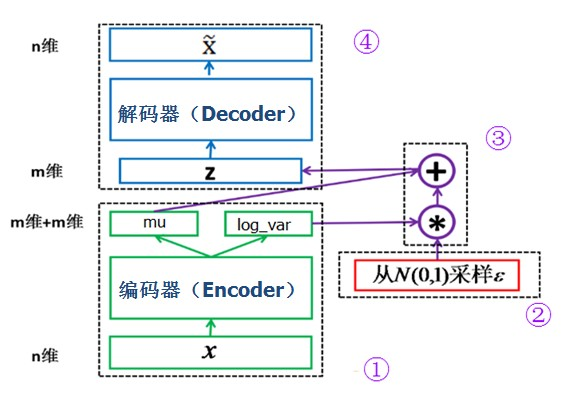 n维
x̃
④
解码器（Decoder）
③
m维
z
+
m维+m维
mu
log_var
*
从N(0,1)采样ε
编码器（Encoder）
②
n维
x
①